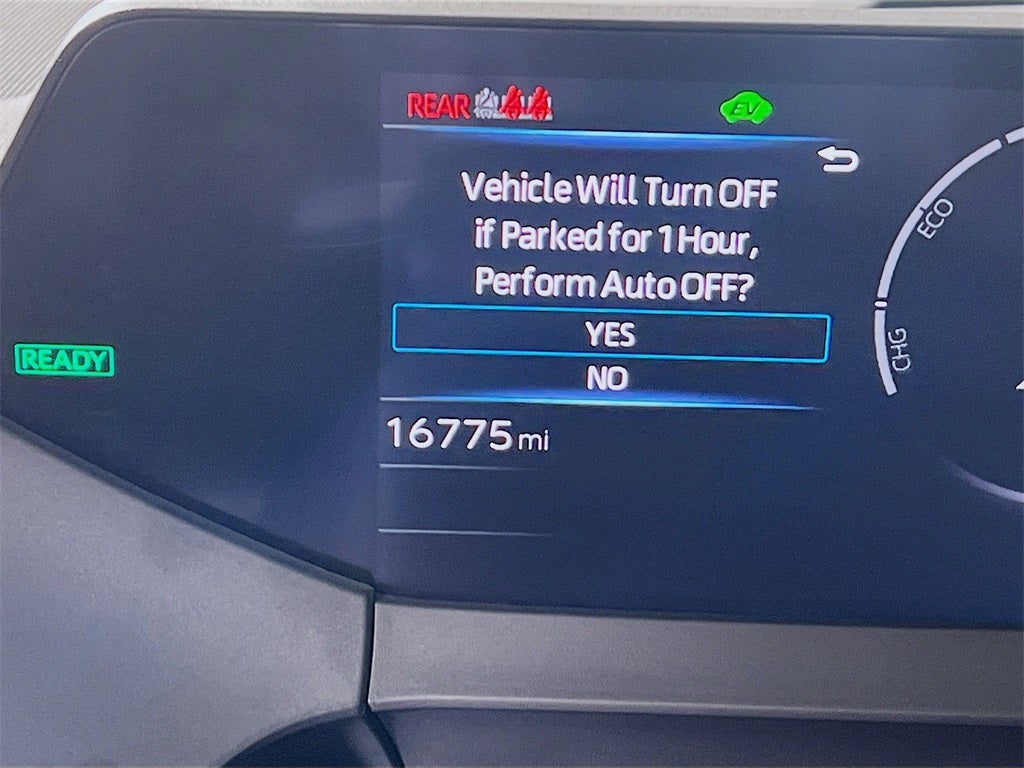 REAR
EV
Vehicle Will Turn OFF
if Parked for 1 Hour,
Perform Auto OFF?
YES
NO
READY
16775 mi
ECO
CHG